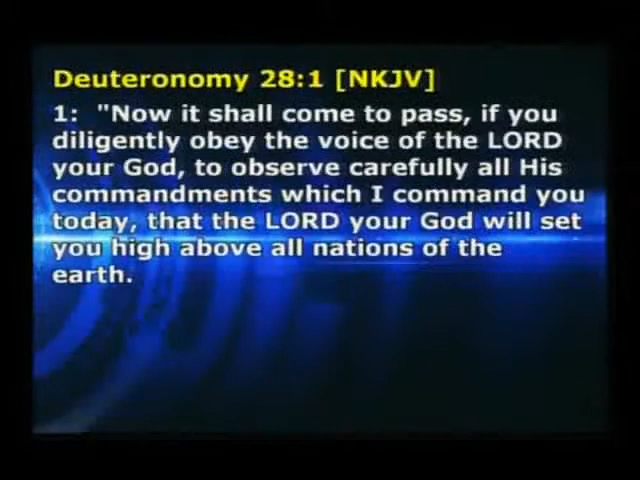 Deuteronomy 28:1 [NKJV]
1:  "Now it shall come to pass, if you
diligently obey the voice of the LORD
your God, to observe carefully all His
commandments which I command you
today, that the LORD your God will set
you high above all nations of the
earth.